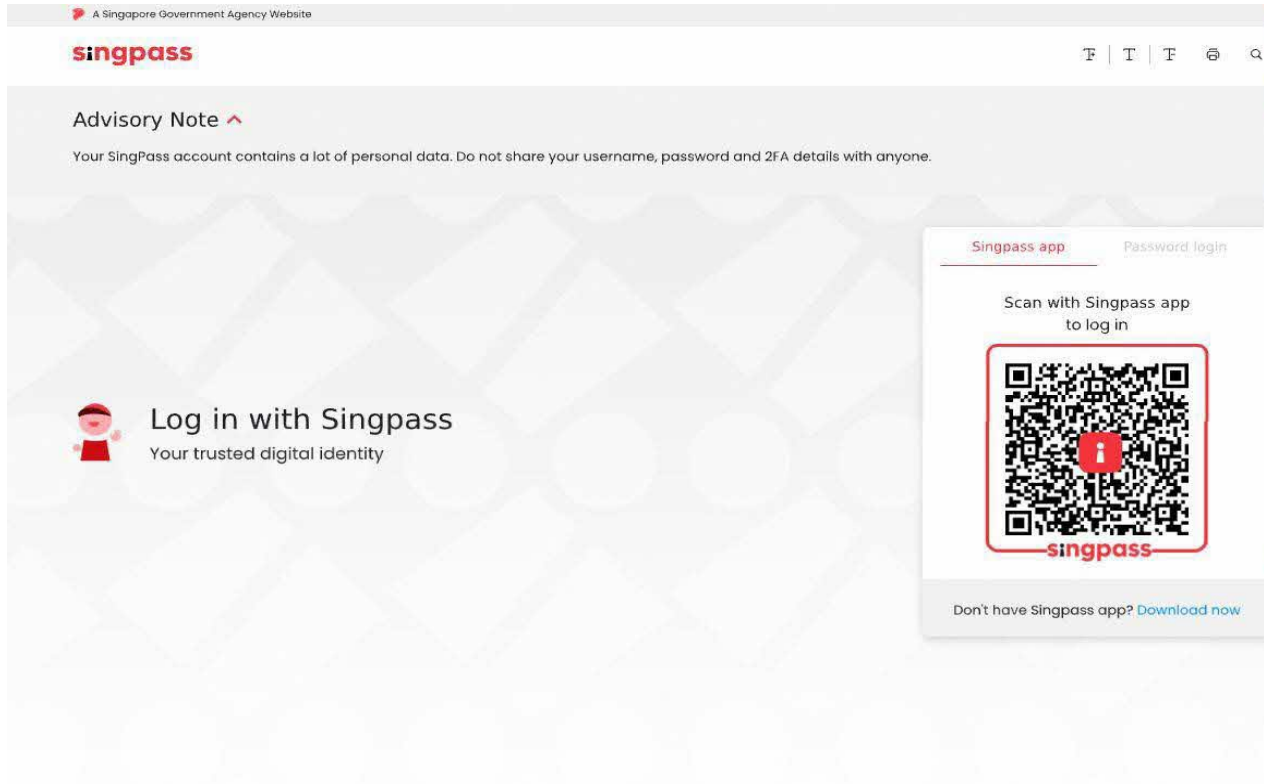 A Singapore Government Agency Website
singpass
Advisory Note
Your SingPass account contains a lot of personal data. Do not share your username, password and 2FA details with anyone.
Singpass app Password login
Scan with Singpass app
to log in
singpass
Log in with Singpass
Your trusted digital identity
Don't have Singpass app? Download now